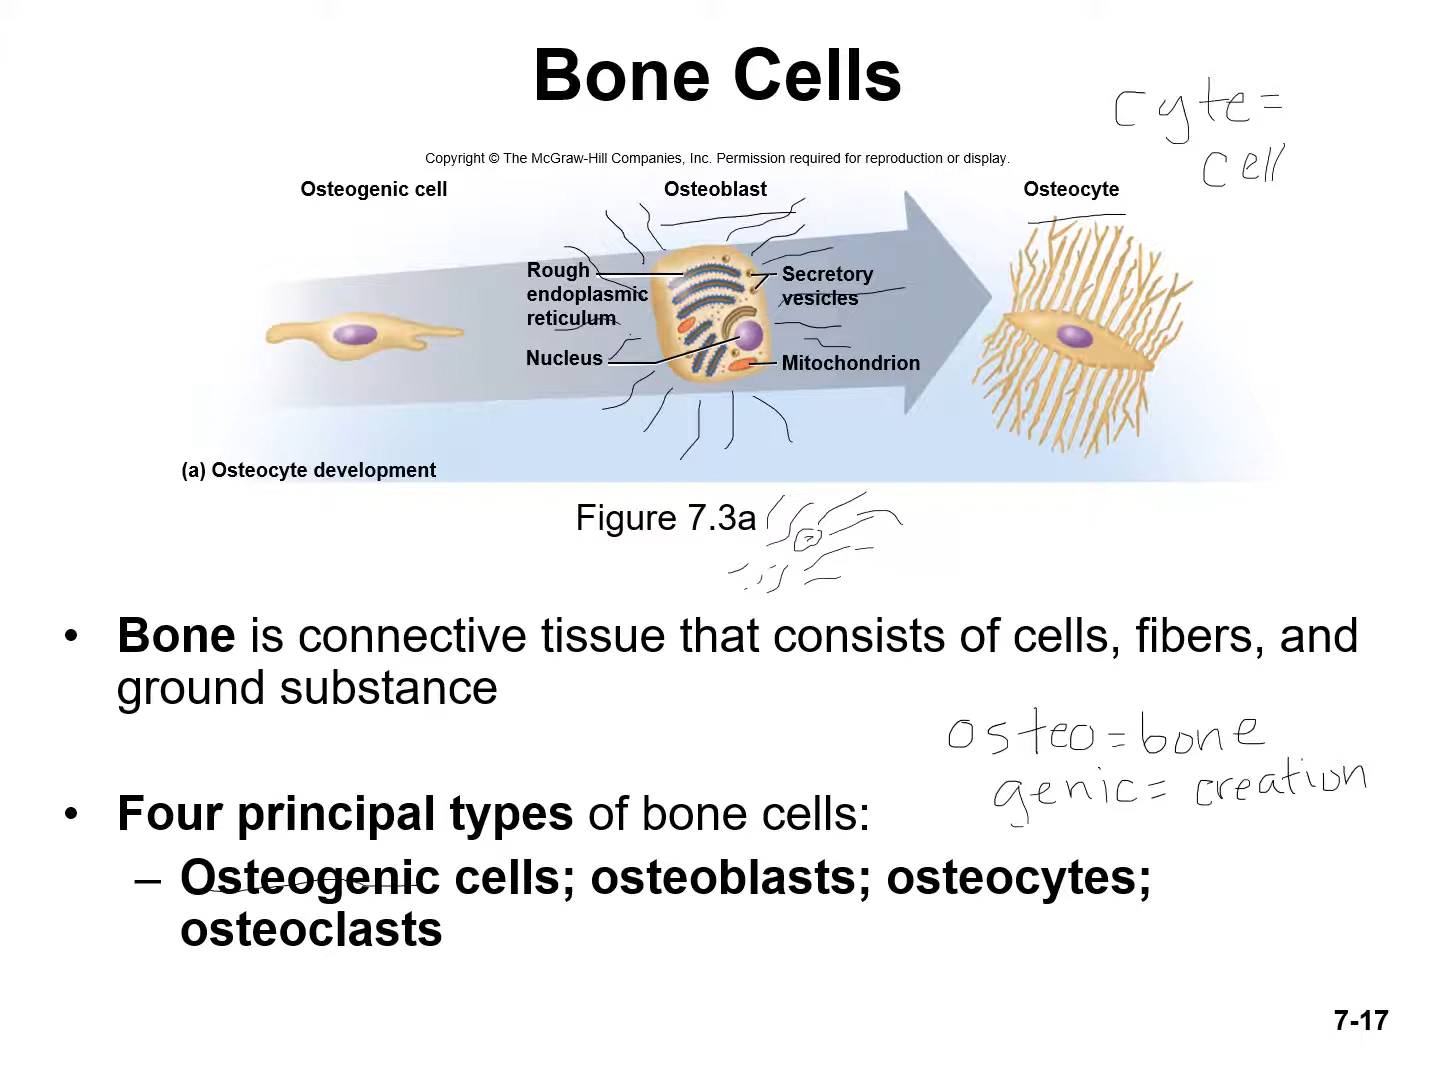 Bone Cells
cyte =
cell
Copyright © The McGraw-Hill Companies, Inc. Permission required for reproduction or display.
Osteogenic cell
Osteoblast
Osteocyte
Rough
endoplasmic
reticulum
Nucleus
Secretory
vesicles
Mitochondrion
(a) Osteocyte development
Figure 7.3a
• Bone is connective tissue that consists of cells, fibers, and
ground substance
osteo = bone
genic = creation
• Four principal types of bone cells:
– Osteogenic cells; osteoblasts; osteocytes;
osteoclasts
7-17